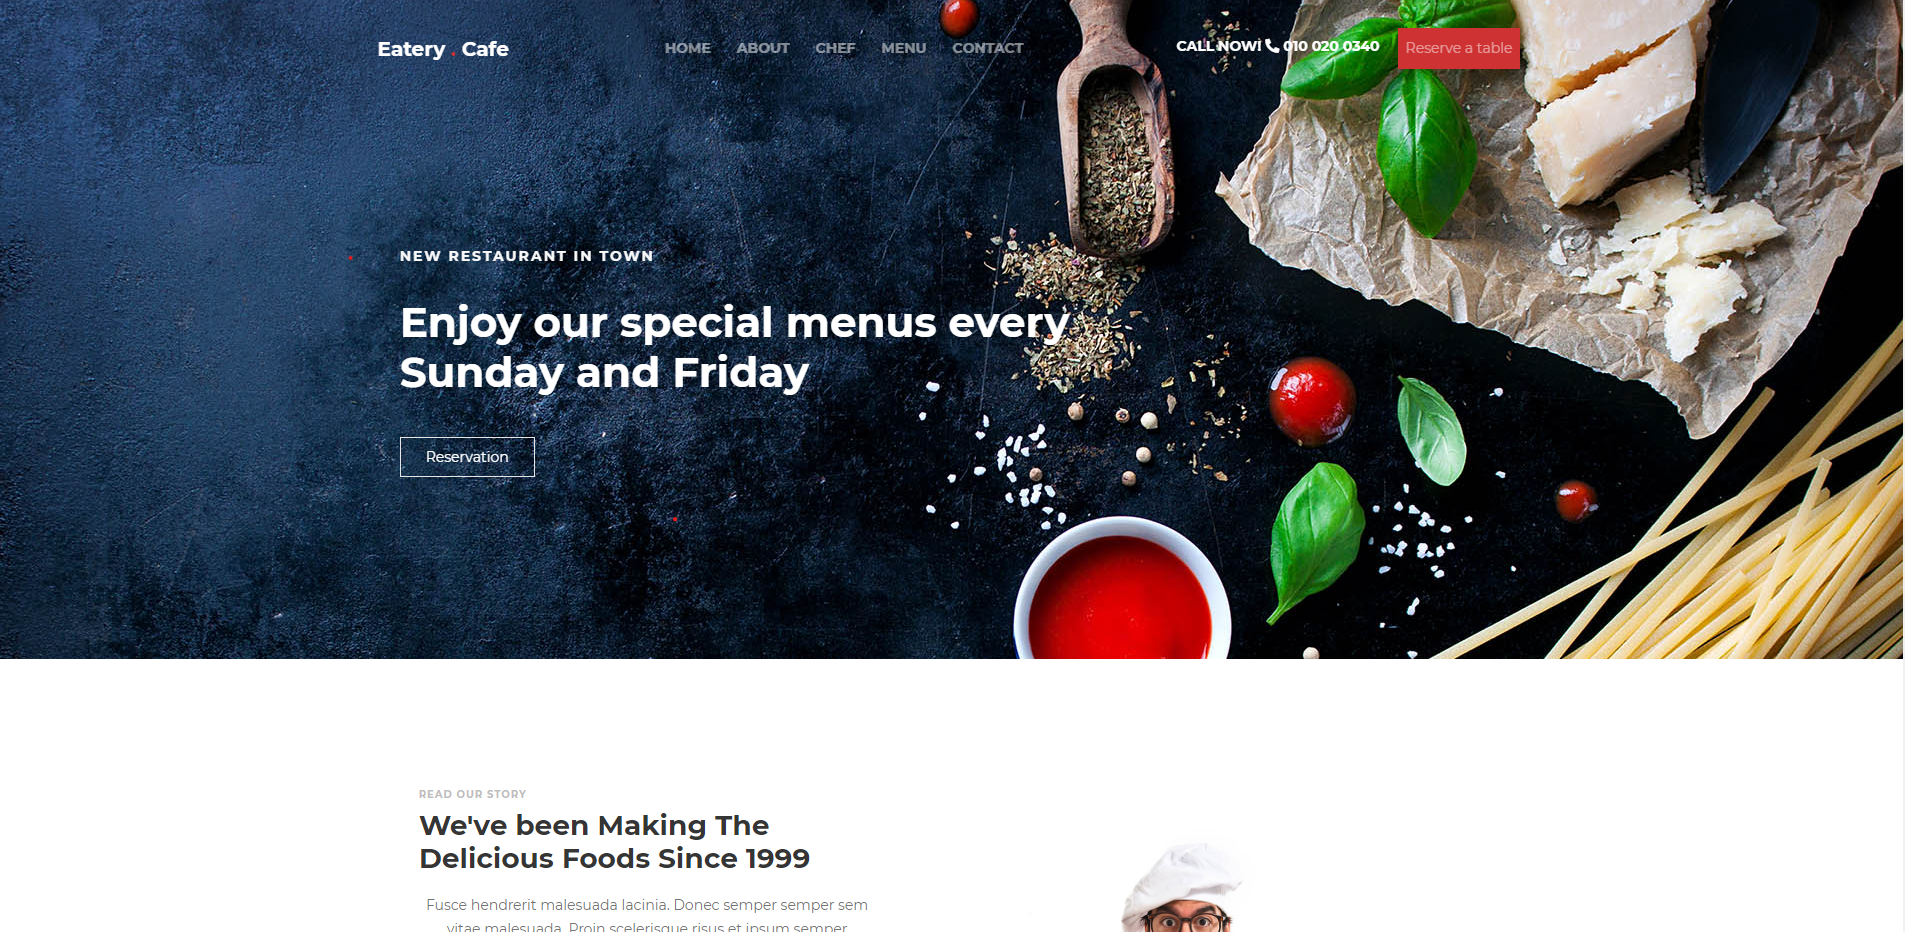 Eatery . Cafe
HOME ABOUT CHEF MENU CONTACT
CALL NOWİ 010 020 0340
Reserve a table
NEW RESTAURANT IN TOWN
Enjoy our special menus every
Sunday and Friday
Reservation
READ OUR STORY
We've been Making The
Delicious Foods Since 1999
Fusce hendrerit malesuada lacinia. Donec semper semper sem
vitae malesuada. Proin scelerisque risus et ipsum semper